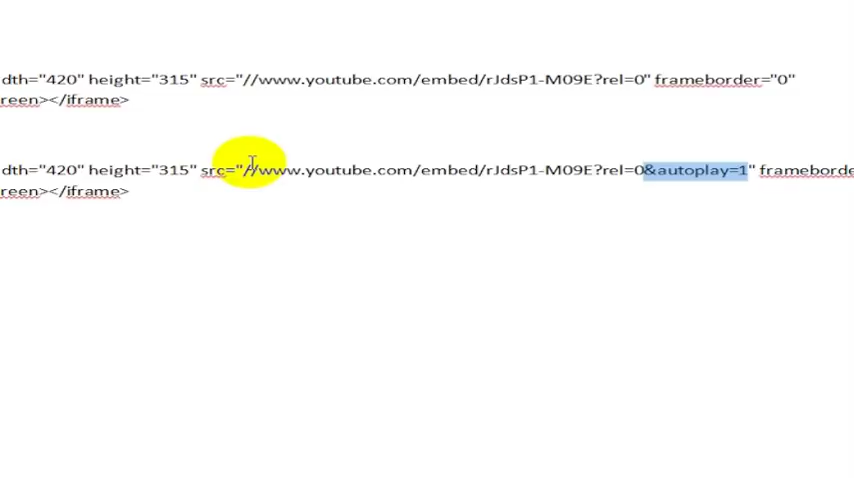 dth="420" height="315" src="//www.youtube.com/embed/rJdsP1-M09E?rel=0" frameborder="0"
reen></iframe>
dth="420" height="315" src="//www.youtube.com/embed/rJdsP1-M09E?rel=0&autoplay=1" frameborde
reen></iframe>